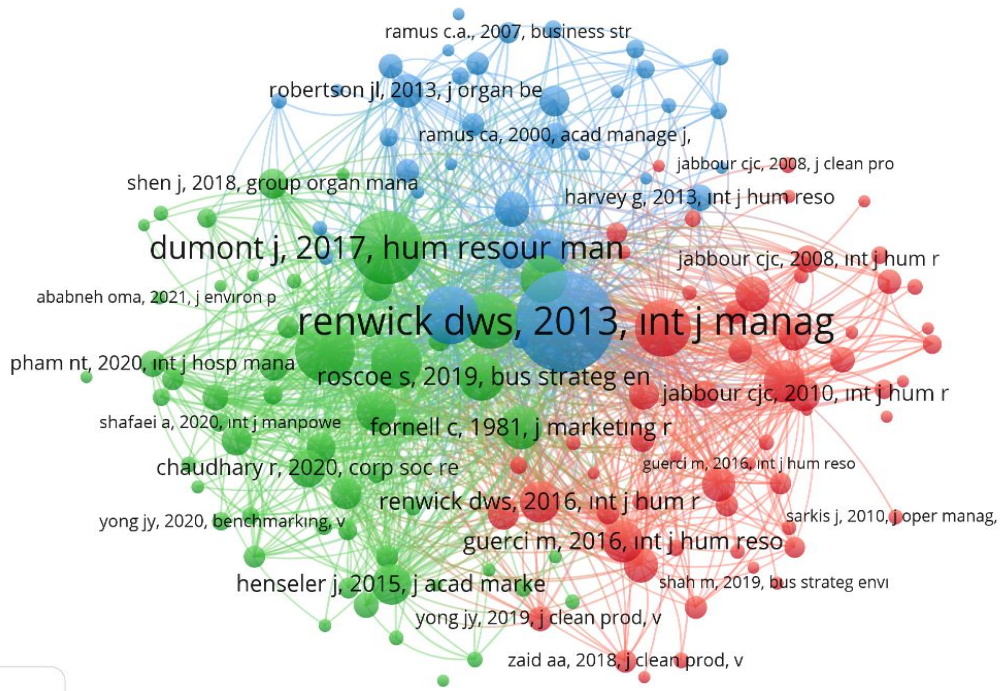 ramus c.a., 2007, business str
robertson jl, 2013, j organ be
ramus ca, 2000, acad manage j,
jabbour cjc, 2008, j clean pro
shen j, 2018, group organ mana
harvey g, 2013, ınt j hum reso
dumont j, 2017, hum resour man
jabbour cjc, 2008, ınt j hum r
ababneh oma, 2021, j environ p
renwick dws, 2013, ınt j manag
pham nt, 2020, ınt j hosp mana
roscoe s, 2019, bus strateg en
jabbour cjc, 2010, ınt j hum r
shafaei a, 2020, ınt j manpowe
fornell c, 1981, j marketıng r
chaudhary r, 2020, corp soc re
guerci m, 2016, ınt j hum reso
renwick dws, 2016, ınt j hum r
yong jy, 2020, benchmarkıng, v
sarkis j, 2010, j oper manag,
guerci m, 2016, ınt j hum reso
henseler j, 2015, j acad marke
shah m, 2019, bus strateg envı
yong jy, 2019, j clean prod, v
zaid aa, 2018, j clean prod, v